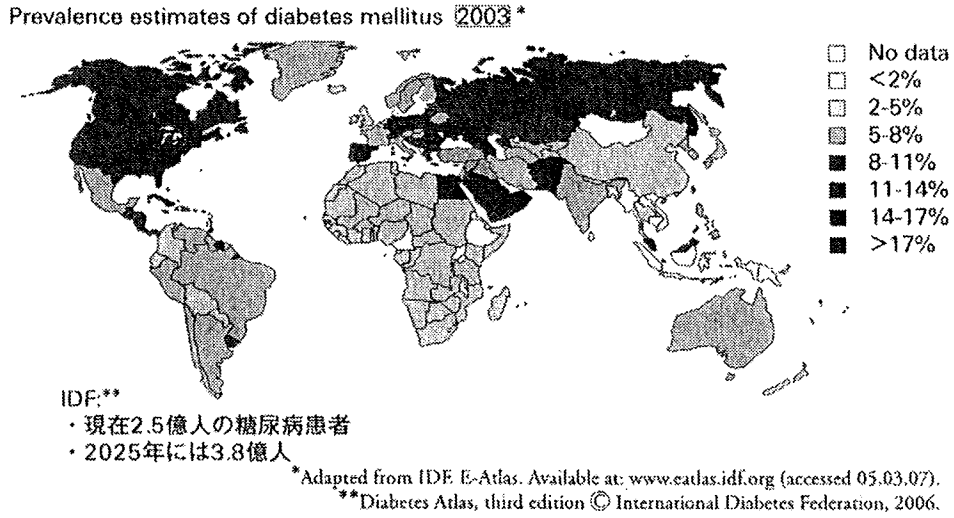 Prevalence estimates of diabetes mellitus 2003 *
No data
<2%
2-5%
5-8%
8-11%
11-14%
14-17%
>17%
IDF:**
・現在2.5億人の糖尿病患者
・2025年には3.8億人
*Adapted from IDF. E-Atlas. Available at: www.eatlas.idf.org (accessed 05.03.07).
**Diabetes Atlas, third edition © International Diabetes Federation, 2006.